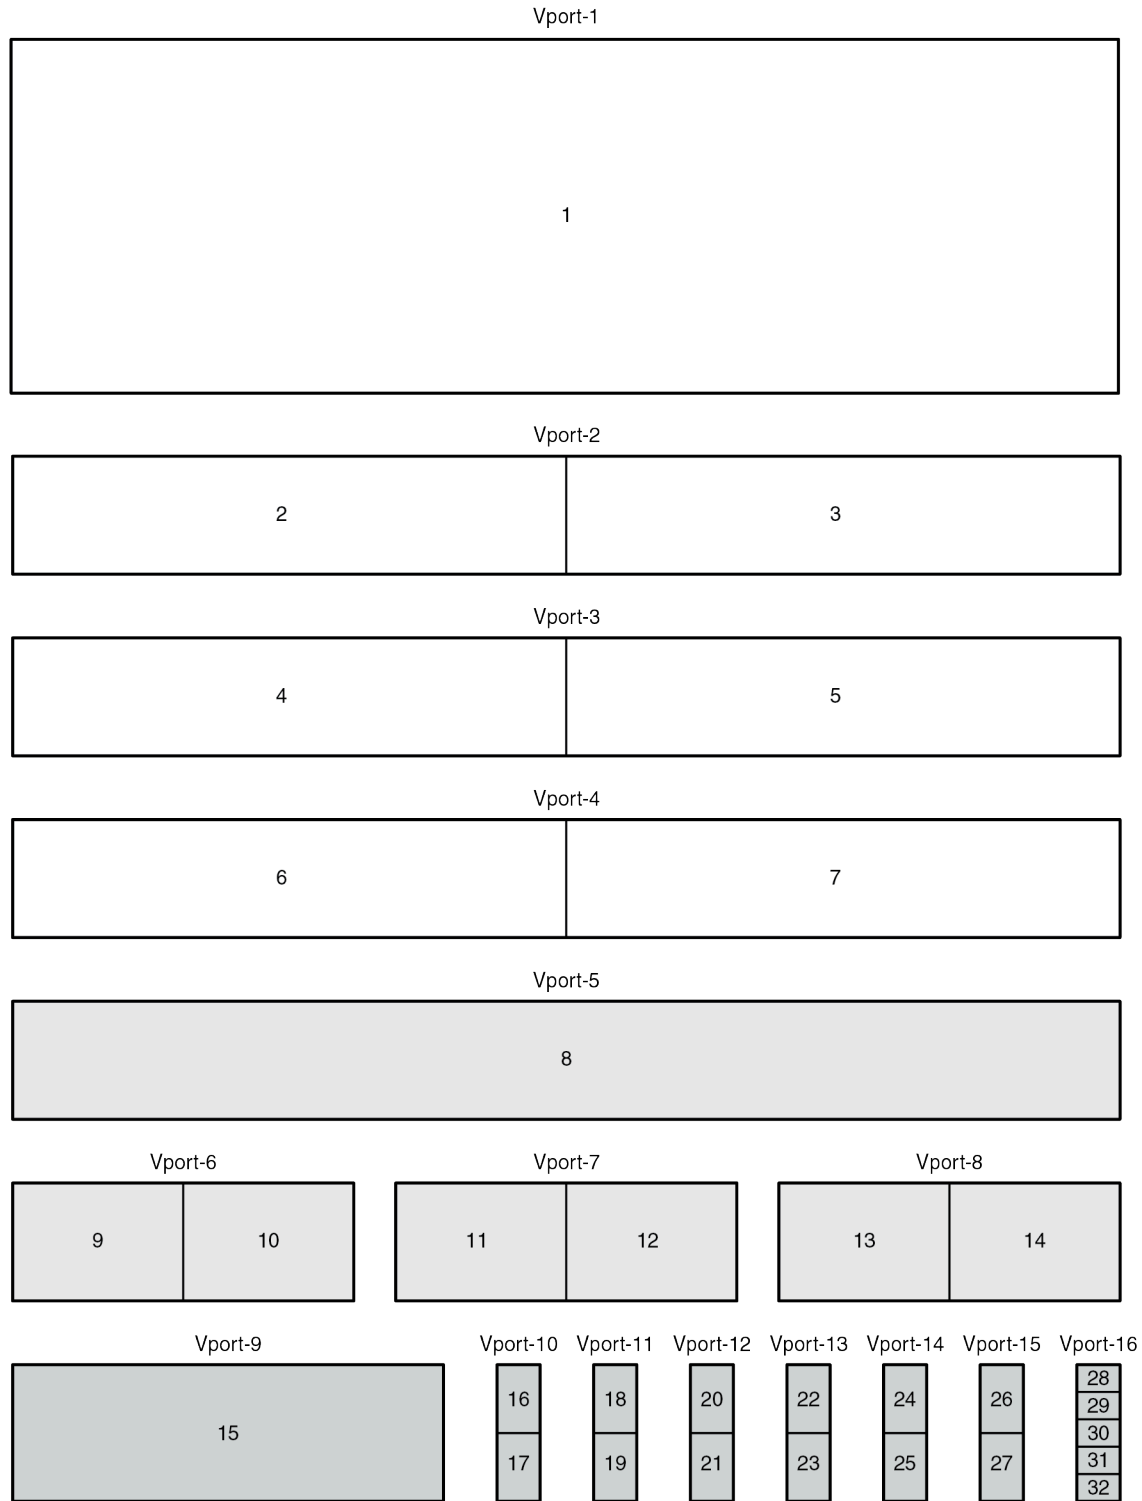 Vport-1
1
Vport-2
2 3
Vport-3
4 5
Vport-4
6 7
Vport-5
8
Vport-6 Vport-7 Vport-8
9 10 11 12 13 14
Vport-9 Vport-10 Vport-11 Vport-12 Vport-13 Vport-14 Vport-15 Vport-16
15
16 18 20 22 24 26
17 19 21 23 25 27
28
29
30
31
32